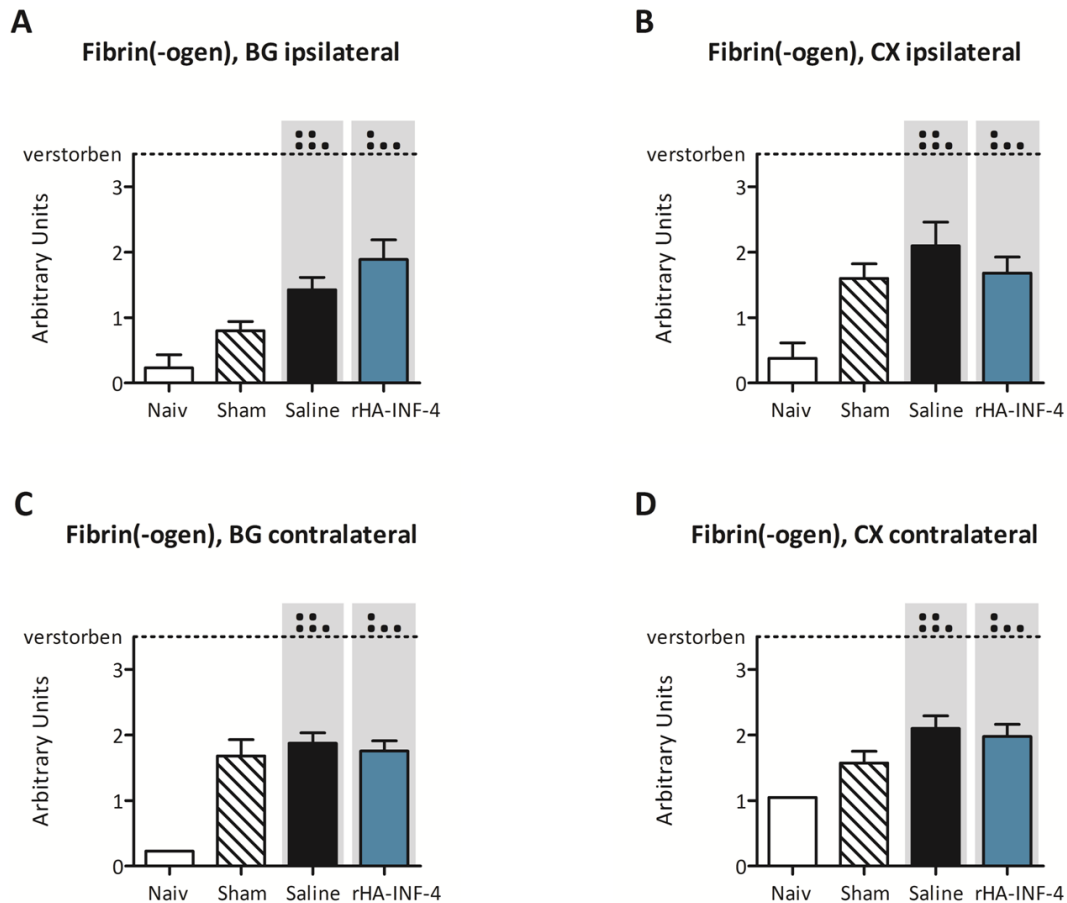 A
Fibrin(-ogen), BG ipsilateral
verstorben
3
2
1
0
Arbitrary Units
Naiv Sham Saline rHA-INF-4
B
Fibrin(-ogen), CX ipsilateral
verstorben
3
2
1
0
Arbitrary Units
Naiv Sham Saline rHA-INF-4
C
Fibrin(-ogen), BG contralateral
verstorben
3
2
1
0
Arbitrary Units
Naiv Sham Saline rHA-INF-4
D
Fibrin(-ogen), CX contralateral
verstorben
3
2
1
0
Arbitrary Units
Naiv Sham Saline rHA-INF-4